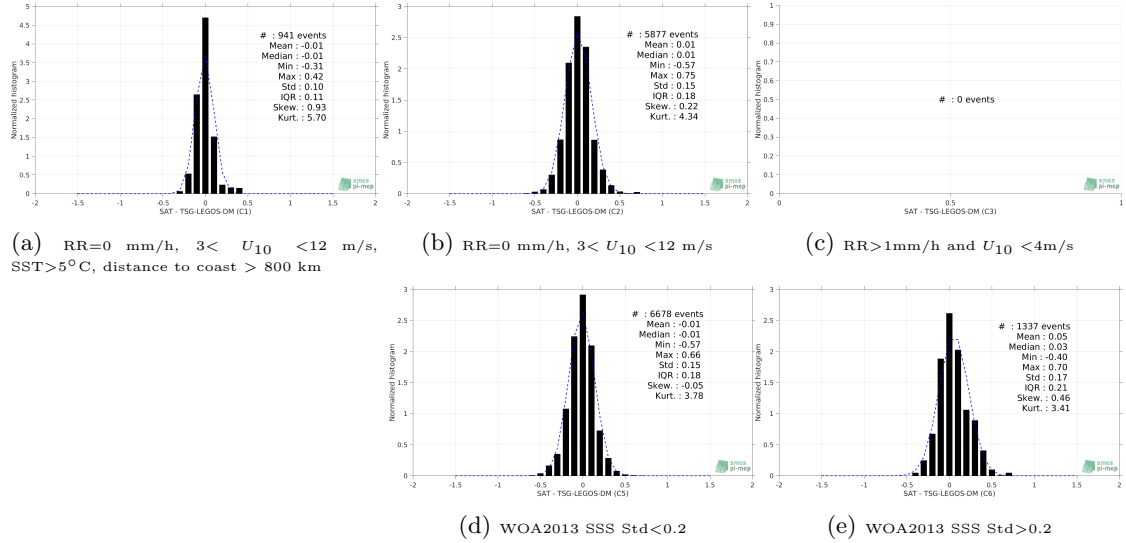 5
4.5
4
3.5
3
2.5
2
1.5
1
0.5
0
Normalized histogram
# : 941 events
Mean : -0.01
Median : -0.01
Min : -0.31
Max : 0.42
Std : 0.10
IQR : 0.11
Skew. : 0.93
Kurt. : 5.70
smos
pi-mep
-2 -1.5 -1 -0.5 0 0.5 1 1.5 2
SAT - TSG-LEGOS-DM (C1)
(a) RR=0 mm/h, 3< U10 <12 m/s,
SST>5°C, distance to coast > 800 km
3
2.5
2
1.5
1
0.5
0
Normalized histogram
# : 5877 events
Mean : 0.01
Median : 0.01
Min : -0.57
Max : 0.75
Std : 0.15
IQR : 0.18
Skew. : 0.22
Kurt. : 4.34
smos
pi-mep
-2 -1.5 -1 -0.5 0 0.5 1 1.5 2
SAT - TSG-LEGOS-DM (C2)
(b) RR=0 mm/h, 3< U10 <12 m/s
1
0.9
0.8
0.7
0.6
0.5
0.4
0.3
0.2
0.1
0
Normalized histogram
# : 0 events
smos
pi-mep
0 0.5 1
SAT - TSG-LEGOS-DM (C3)
(c) RR>1mm/h and U10 <4m/s
3
2.5
2
1.5
1
0.5
0
Normalized histogram
# : 6678 events
Mean : -0.01
Median : -0.01
Min : -0.57
Max : 0.66
Std : 0.15
IQR : 0.18
Skew. : -0.05
Kurt. : 3.78
smos
pi-mep
-2 -1.5 -1 -0.5 0 0.5 1 1.5 2
SAT - TSG-LEGOS-DM (C5)
(d) WOA2013 SSS Std<0.2
3
2.5
2
1.5
1
0.5
0
Normalized histogram
# : 1337 events
Mean : 0.05
Median : 0.03
Min : -0.40
Max : 0.70
Std : 0.17
IQR : 0.21
Skew. : 0.46
Kurt. : 3.41
smos
pi-mep
-2 -1.5 -1 -0.5 0 0.5 1 1.5 2
SAT - TSG-LEGOS-DM (C6)
(e) WOA2013 SSS Std>0.2